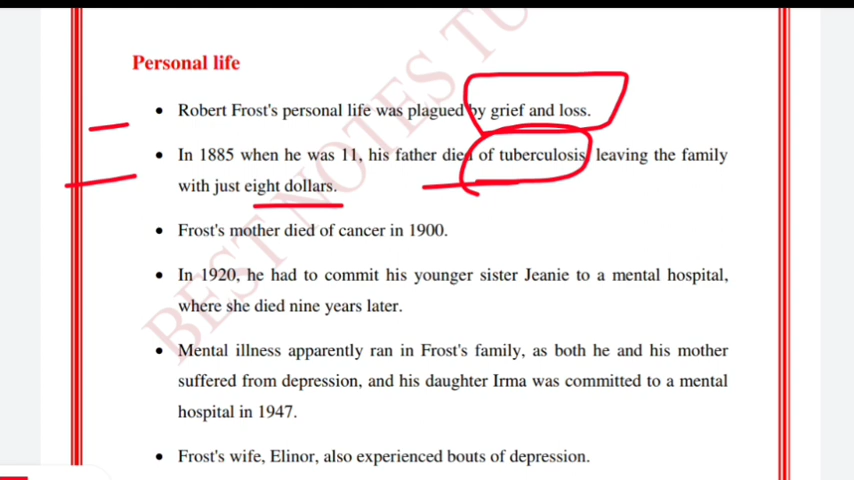 Personal life
• Robert Frost's personal life was plagued by grief and loss.
• In 1885 when he was 11, his father died of tuberculosis, leaving the family
with just eight dollars.
• Frost's mother died of cancer in 1900.
• In 1920, he had to commit his younger sister Jeanie to a mental hospital,
where she died nine years later.
• Mental illness apparently ran in Frost's family, as both he and his mother
suffered from depression, and his daughter Irma was committed to a mental
hospital in 1947.
• Frost's wife, Elinor, also experienced bouts of depression.
BEST NOTES TU